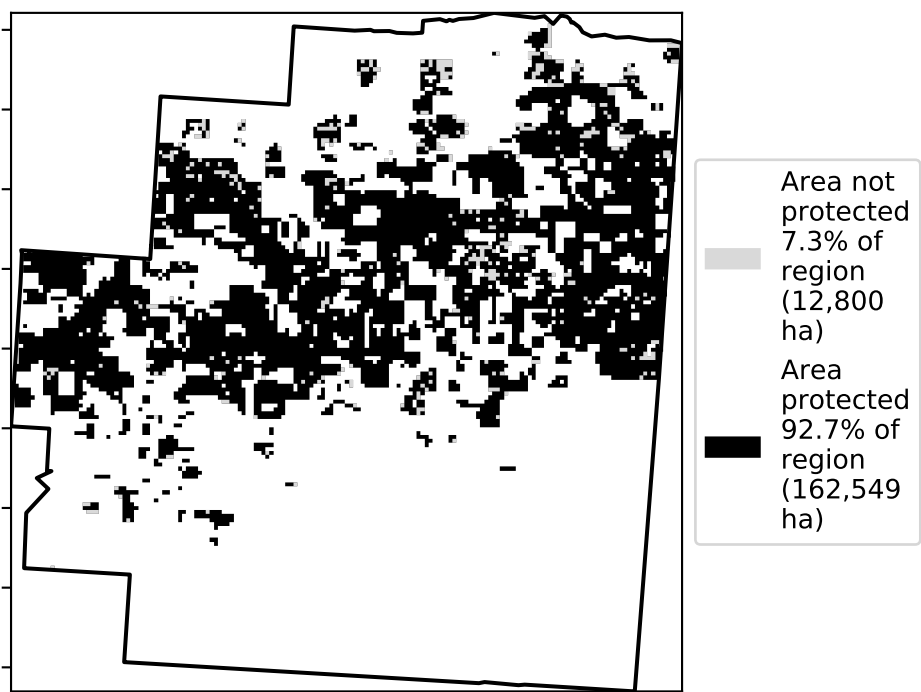 Area not
protected
7.3% of
region
(12,800
ha)
Area
protected
92.7% of
region
(162,549
ha)